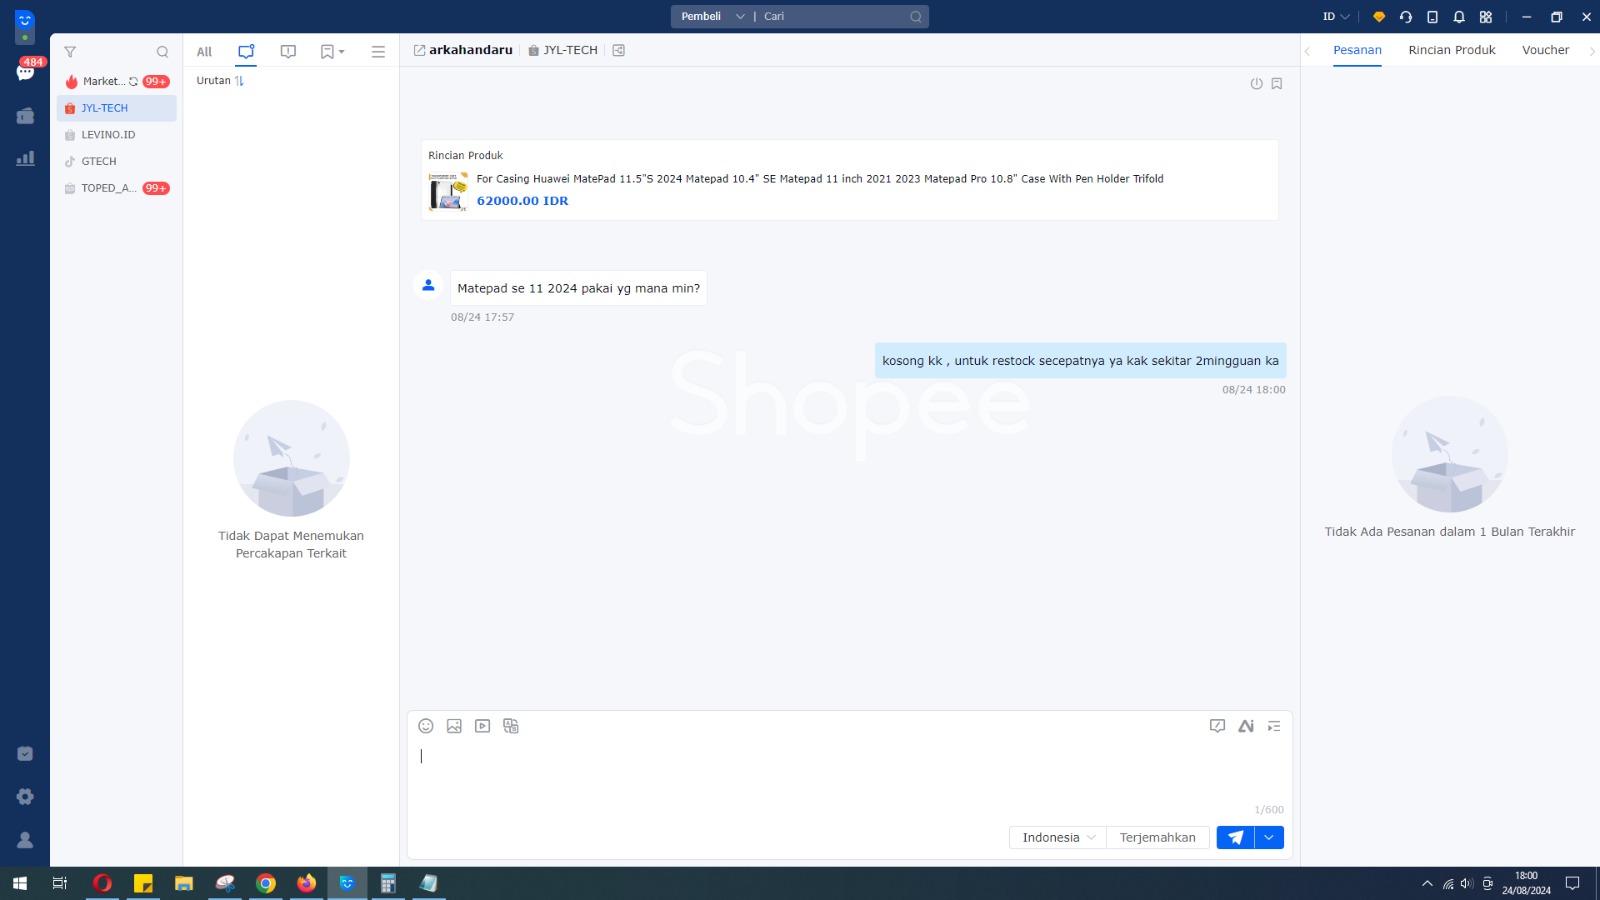 Pembeli
Cari
ID
484
Market...
99+
JYL-TECH
LEVINO.ID
GTECH
TOPED_A...
99+
All
Urutan
Tidak Dapat Menemukan
Percakapan Terkait
arkahandaru
JYL-TECH
Rincian Produk
For Casing Huawei MatePad 11.5"S 2024 Matepad 10.4" SE Matepad 11 inch 2021 2023 Matepad Pro 10.8" Case With Pen Holder Trifold
62000.00 IDR
Matepad se 11 2024 pakai yg mana min?
08/24 17:57
kosong kk , untuk restock secepatnya ya kak sekitar 2mingguan ka
08/24 18:00
Shopee
1/600
Indonesia
Terjemahkan
Pesanan
Rincian Produk
Voucher
Tidak Ada Pesanan dalam 1 Bulan Terakhir
18:00
24/08/2024